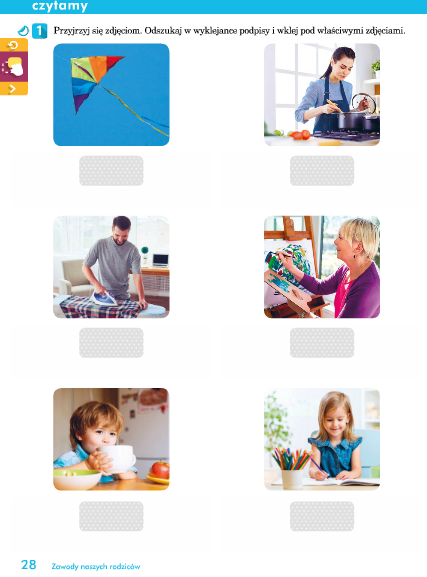 czytamy
1 Przyjrzyj się zdjęciom. Odszukaj w wyklejance podpisy i wklej pod właściwymi zdjęciami.
28 Zawody naszych rodziców